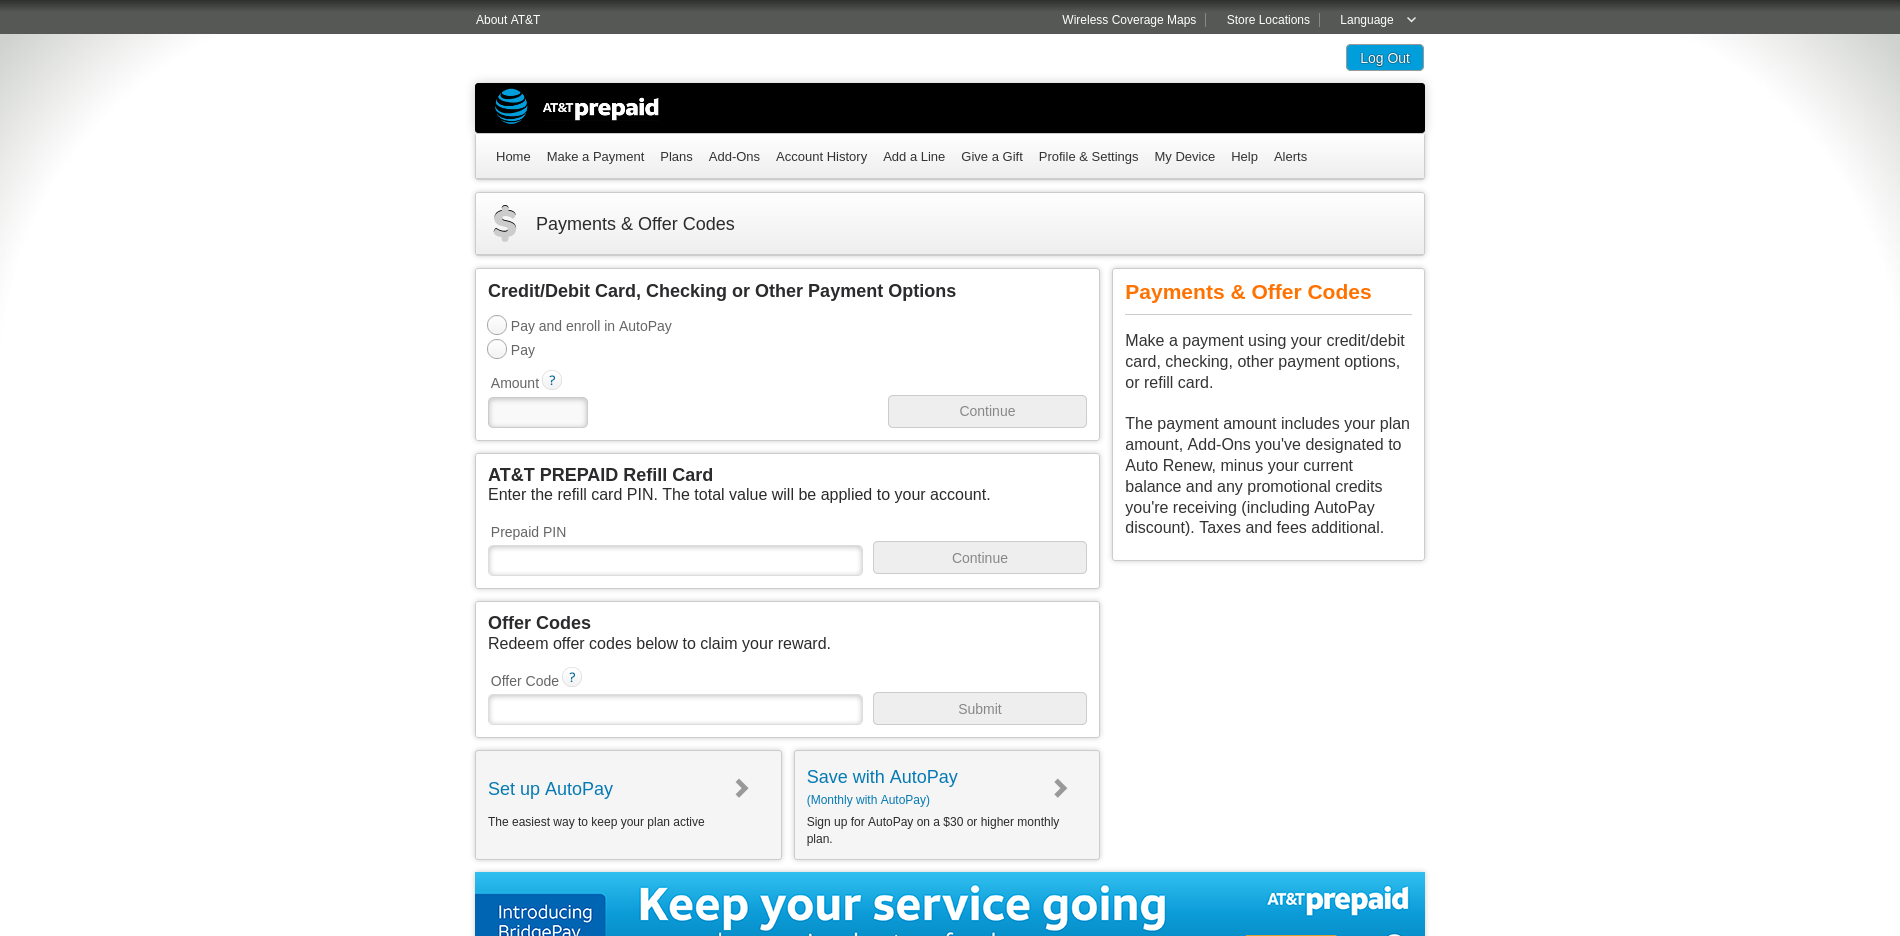 About AT&T
Wireless Coverage Maps
Store Locations
Language
Log Out
AT&T prepaid
Home Make a Payment Plans Add-Ons Account History Add a Line Give a Gift Profile & Settings My Device Help Alerts
Payments & Offer Codes
Credit/Debit Card, Checking or Other Payment Options
Pay and enroll in AutoPay
Pay
Amount ?
Continue
AT&T PREPAID Refill Card
Enter the refill card PIN. The total value will be applied to your account.
Prepaid PIN
Continue
Offer Codes
Redeem offer codes below to claim your reward.
Offer Code ?
Submit
Set up AutoPay
The easiest way to keep your plan active
Save with AutoPay
(Monthly with AutoPay)
Sign up for AutoPay on a $30 or higher monthly
plan.
Payments & Offer Codes
Make a payment using your credit/debit
card, checking, other payment options,
or refill card.
The payment amount includes your plan
amount, Add-Ons you've designated to
Auto Renew, minus your current
balance and any promotional credits
you're receiving (including AutoPay
discount). Taxes and fees additional.
Introducing
BridgePay
Keep your service going
AT&T prepaid